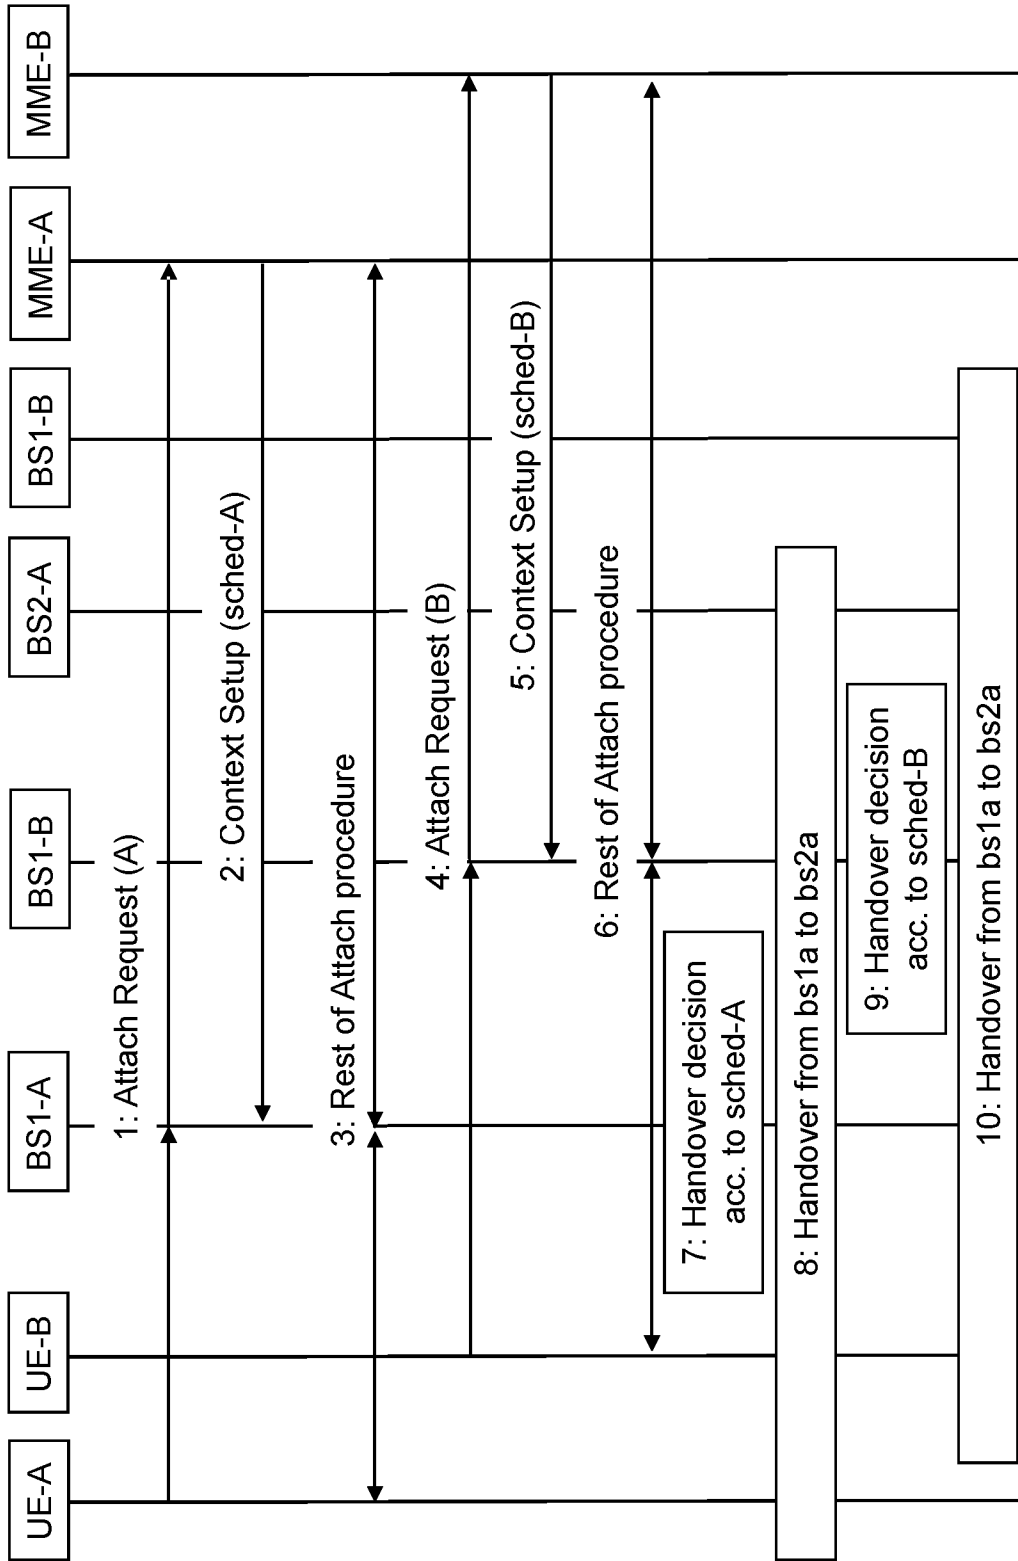 UE-A
UE-B
BS1-A
BS1-B
BS2-A
BS1-B
MME-A
MME-B
1: Attach Request (A)
2: Context Setup (sched-A)
3: Rest of Attach procedure
4: Attach Request (B)
5: Context Setup (sched-B)
6: Rest of Attach procedure
7: Handover decision
acc. to sched-A
8: Handover from bs1a to bs2a
9: Handover decision
acc. to sched-B
10: Handover from bs1a to bs2a